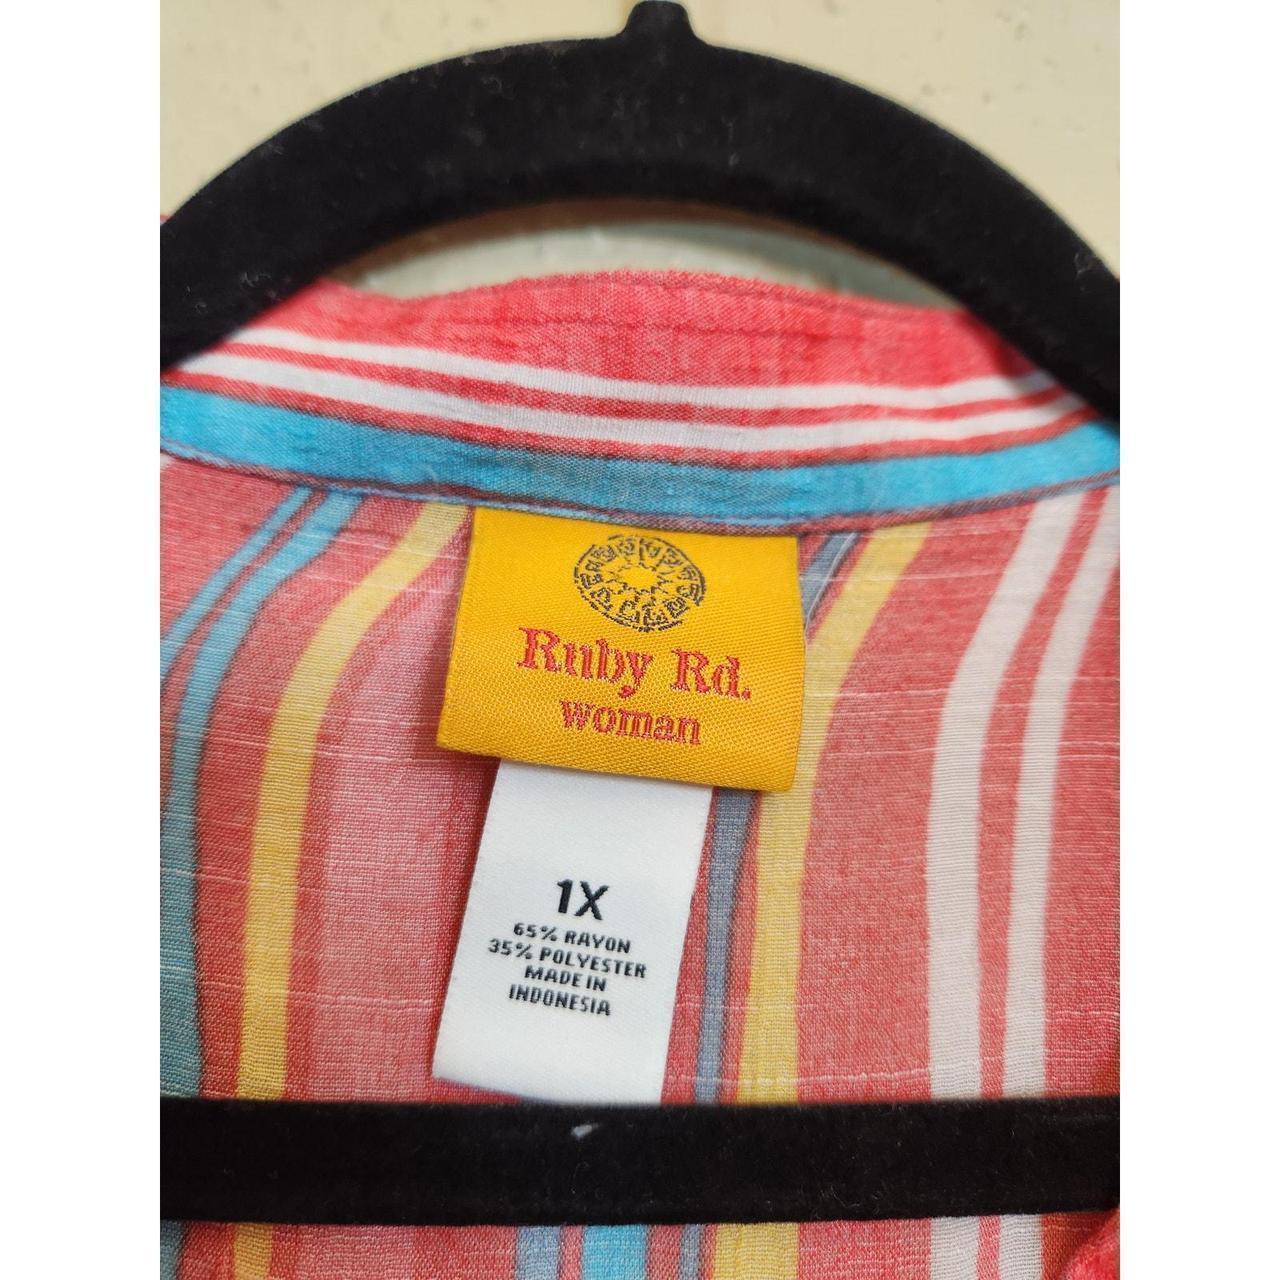 Ruby Rd.
woman
1X
65% RAYON
35% POLYESTER
MADE IN
INDONESIA